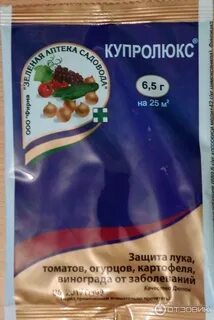 "ЗЕЛЕНАЯ АПТЕКА САДОВОДА"
ООО "Фирма
КУПРОЛЮКС®
6,5 г
на 25 м²
Защита лука,
томатов, огурцов, картофеля,
винограда от заболеваний
ОТЗОВИК